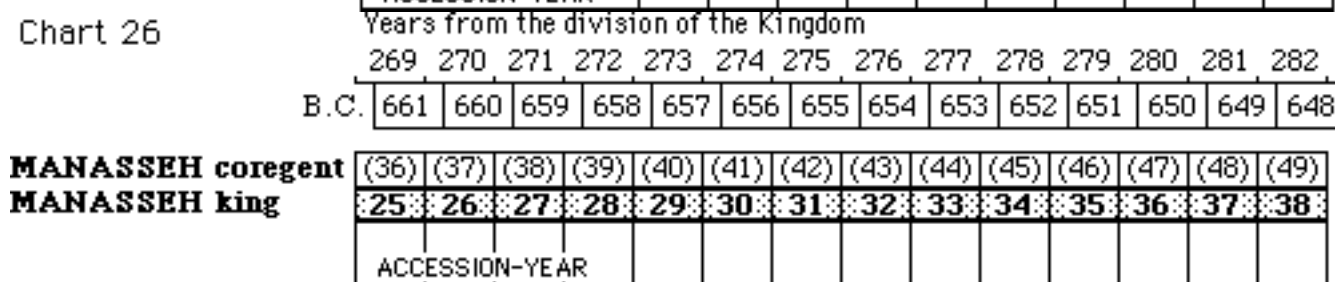 ACCESSION-YEAR
Chart 26
Years from the division of the Kingdom
269 270 271 272 273 274 275 276 277 278 279 280 281 282
B.C. 661 660 659 658 657 656 655 654 653 652 651 650 649 648
MANASSEH coregent (36) (37) (38) (39) (40) (41) (42) (43) (44) (45) (46) (47) (48) (49)
MANASSEH king 25 26 27 28 29 30 31 32 33 34 35 36 37 38
ACCESSION-YEAR